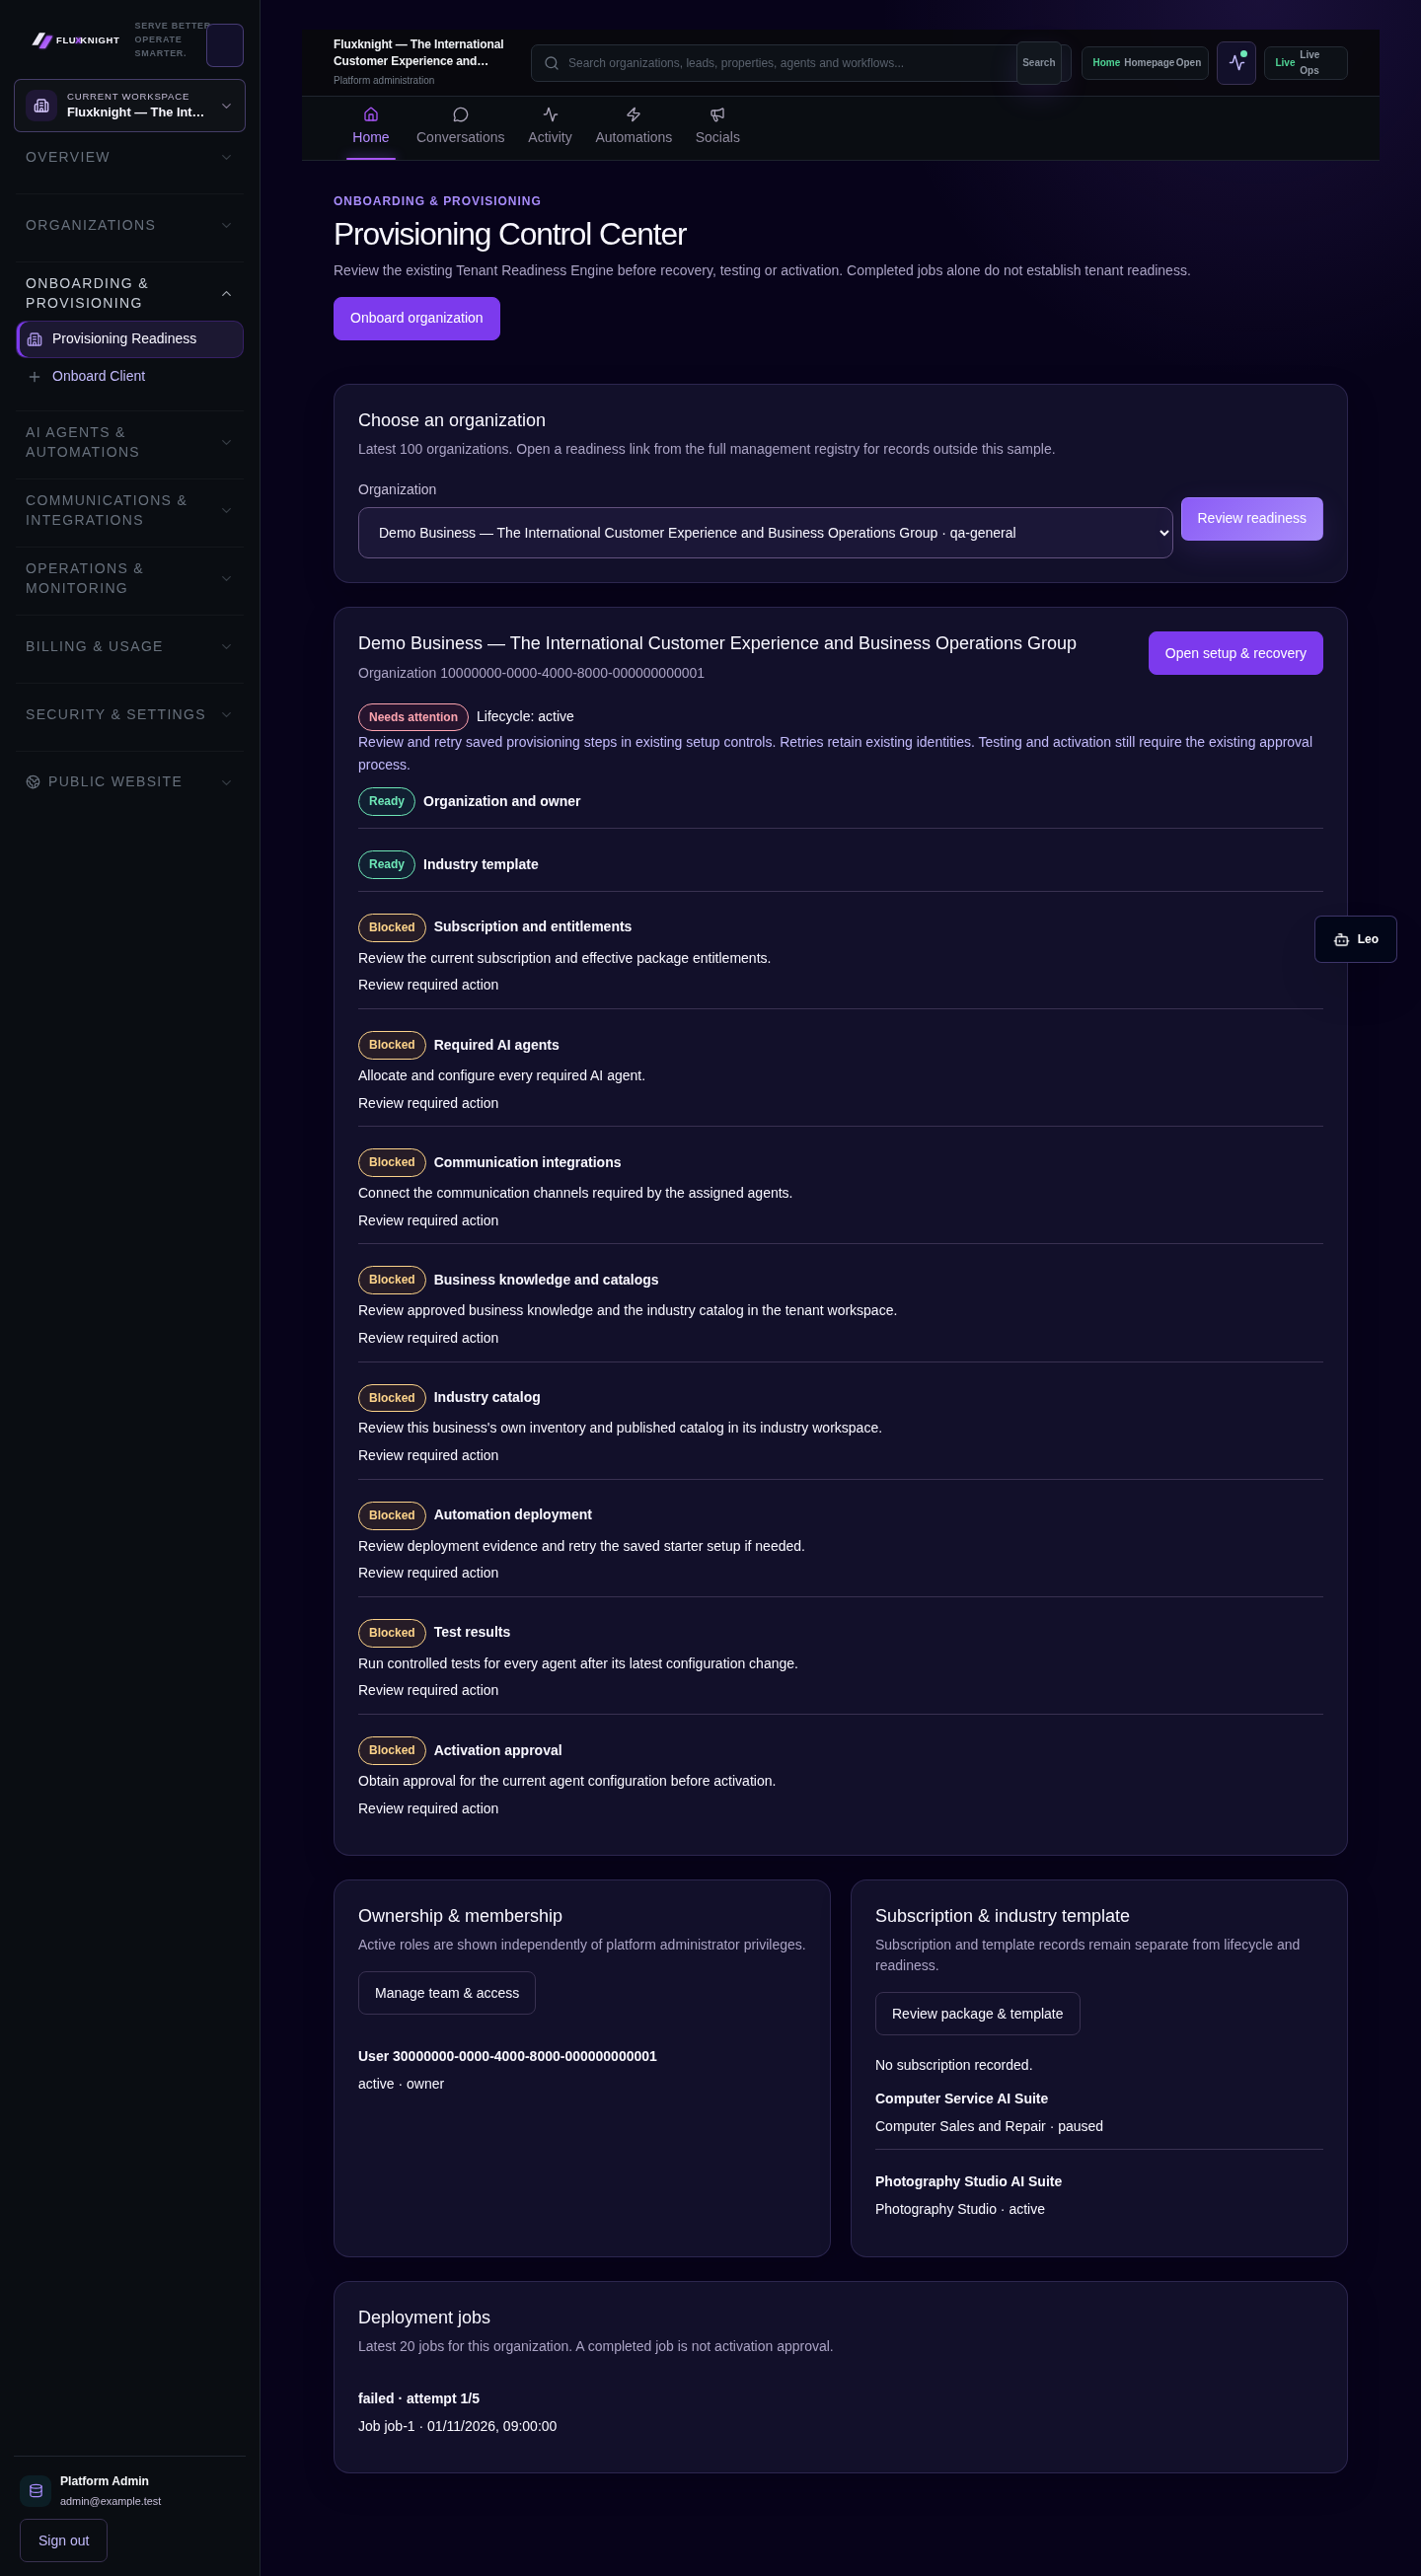 FLUXKNIGHT
SERVE BETTER
OPERATE
SMARTER.
CURRENT WORKSPACE
Fluxknight — The Int…
OVERVIEW
ORGANIZATIONS
ONBOARDING &
PROVISIONING
Provisioning Readiness
Onboard Client
AI AGENTS &
AUTOMATIONS
COMMUNICATIONS &
INTEGRATIONS
OPERATIONS &
MONITORING
BILLING & USAGE
SECURITY & SETTINGS
PUBLIC WEBSITE
Platform Admin
admin@example.test
Sign out
Fluxknight — The International
Customer Experience and…
Platform administration
Search organizations, leads, properties, agents and workflows...
Search
Home Homepage Open
Live Live
Ops
Home
Conversations
Activity
Automations
Socials
ONBOARDING & PROVISIONING
Provisioning Control Center
Review the existing Tenant Readiness Engine before recovery, testing or activation. Completed jobs alone do not establish tenant readiness.
Onboard organization
Choose an organization
Latest 100 organizations. Open a readiness link from the full management registry for records outside this sample.
Organization
Demo Business — The International Customer Experience and Business Operations Group · qa-general
Review readiness
Demo Business — The International Customer Experience and Business Operations Group
Organization 10000000-0000-4000-8000-000000000001
Open setup & recovery
Needs attention Lifecycle: active
Review and retry saved provisioning steps in existing setup controls. Retries retain existing identities. Testing and activation still require the existing approval
process.
Ready Organization and owner
Ready Industry template
Blocked Subscription and entitlements
Review the current subscription and effective package entitlements.
Review required action
Blocked Required AI agents
Allocate and configure every required AI agent.
Review required action
Blocked Communication integrations
Connect the communication channels required by the assigned agents.
Review required action
Blocked Business knowledge and catalogs
Review approved business knowledge and the industry catalog in the tenant workspace.
Review required action
Blocked Industry catalog
Review this business's own inventory and published catalog in its industry workspace.
Review required action
Blocked Automation deployment
Review deployment evidence and retry the saved starter setup if needed.
Review required action
Blocked Test results
Run controlled tests for every agent after its latest configuration change.
Review required action
Blocked Activation approval
Obtain approval for the current agent configuration before activation.
Review required action
Leo
Ownership & membership
Active roles are shown independently of platform administrator privileges.
Manage team & access
User 30000000-0000-4000-8000-000000000001
active · owner
Subscription & industry template
Subscription and template records remain separate from lifecycle and
readiness.
Review package & template
No subscription recorded.
Computer Service AI Suite
Computer Sales and Repair · paused
Photography Studio AI Suite
Photography Studio · active
Deployment jobs
Latest 20 jobs for this organization. A completed job is not activation approval.
failed · attempt 1/5
Job job-1 · 01/11/2026, 09:00:00